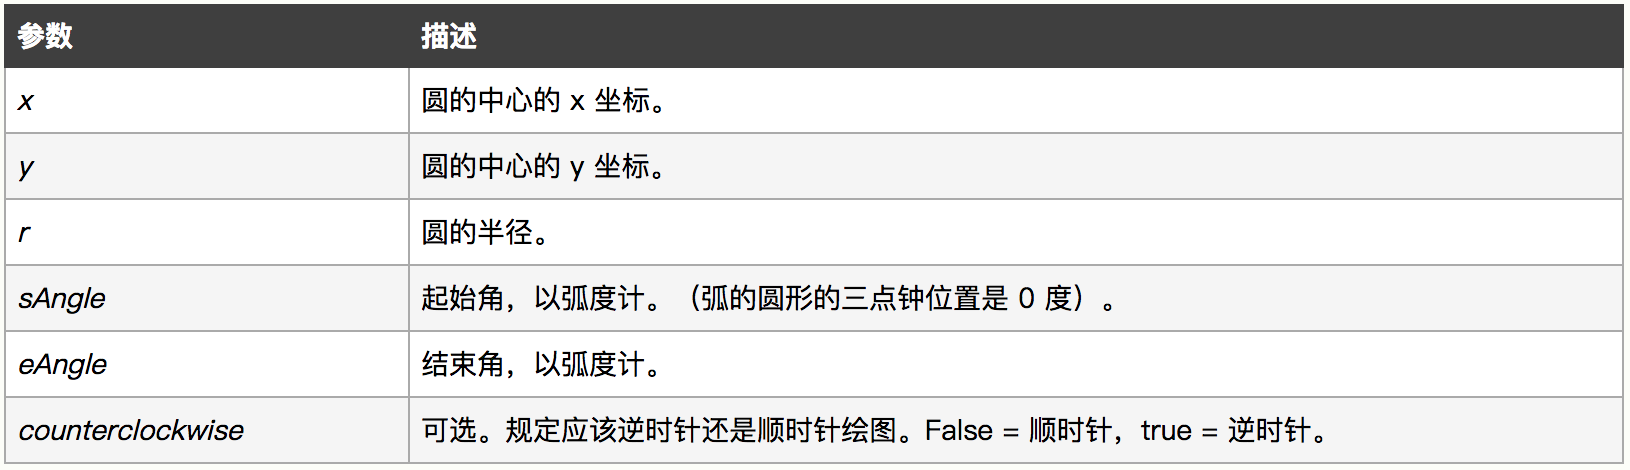 参数 描述
x 圆的中心的 x 坐标。
y 圆的中心的 y 坐标。
r 圆的半径。
sAngle 起始角，以弧度计。（弧的圆形的三点钟位置是 0 度）。
eAngle 结束角，以弧度计。
counterclockwise 可选。规定应该逆时针还是顺时针绘图。False = 顺时针，true = 逆时针。